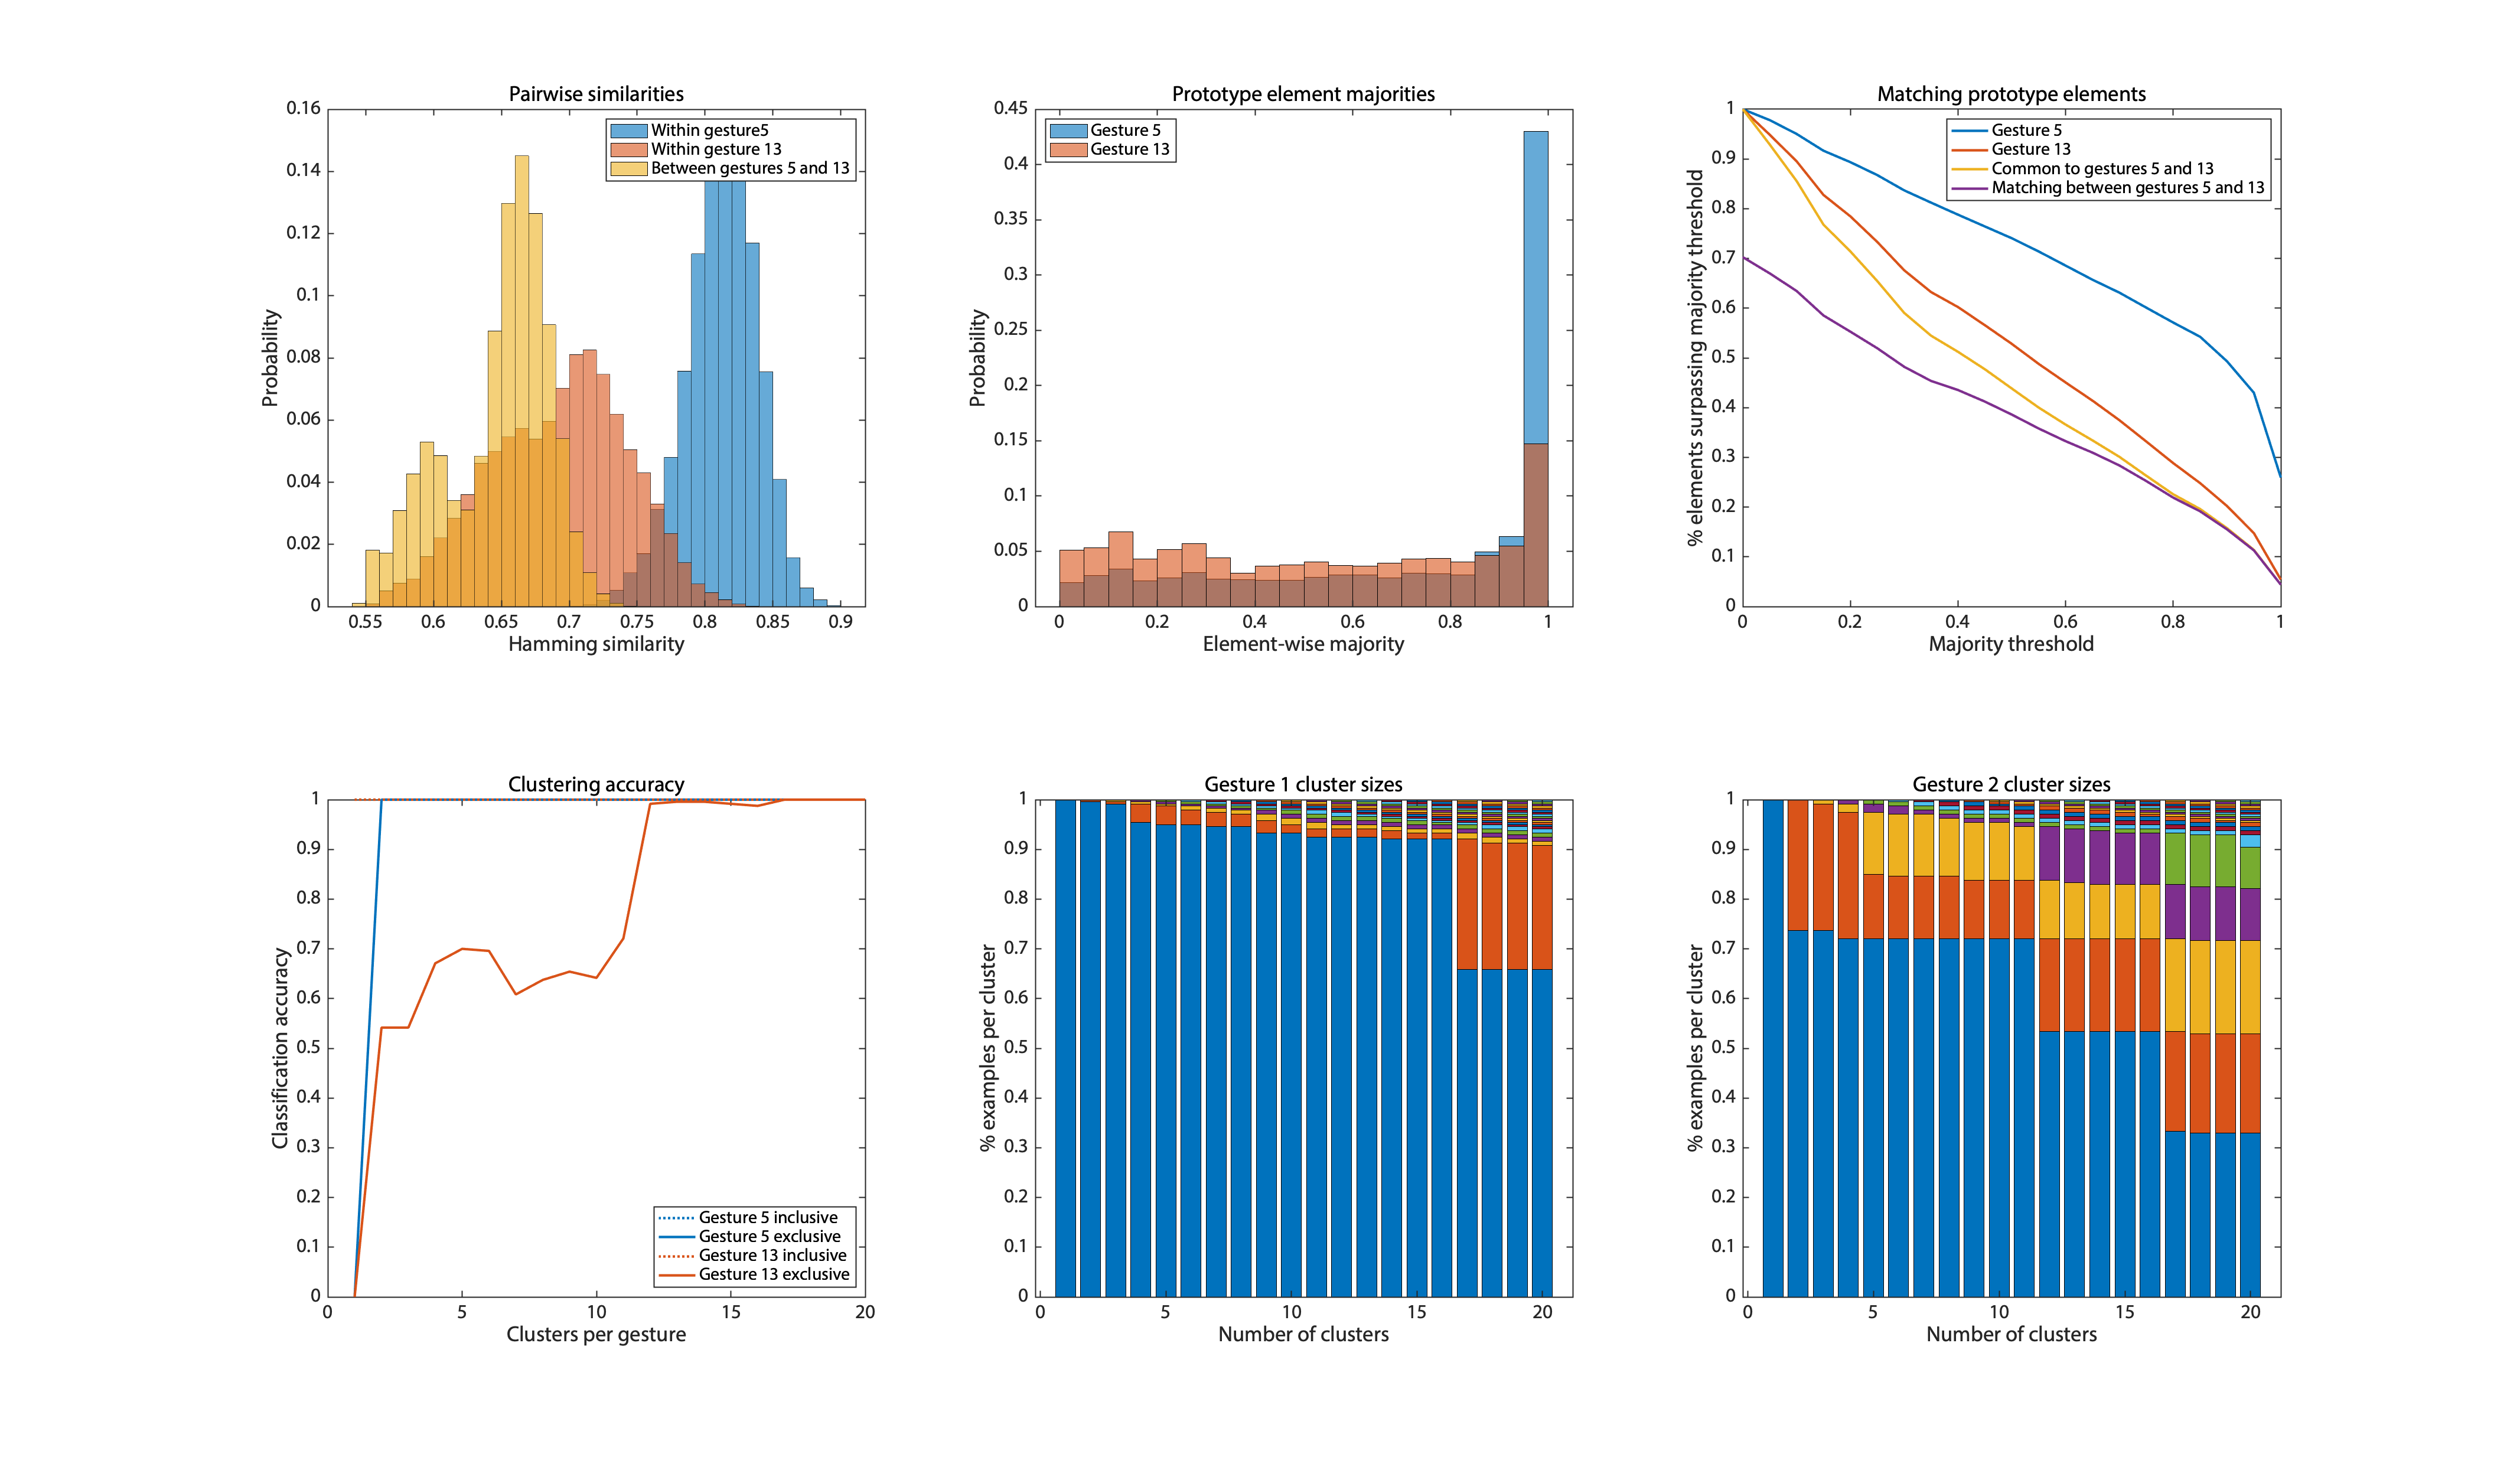 Pairwise similarities
0.16
0.14
0.12
0.1
0.08
0.06
0.04
0.02
0
Probability
Within gesture5
Within gesture 13
Between gestures 5 and 13
0.55 0.6 0.65 0.7 0.75 0.8 0.85 0.9
Hamming similarity
Prototype element majorities
0.45
0.4
0.35
0.3
0.25
0.2
0.15
0.1
0.05
0
Probability
Gesture 5
Gesture 13
0 0.2 0.4 0.6 0.8 1
Element-wise majority
Matching prototype elements
1
0.9
0.8
0.7
0.6
0.5
0.4
0.3
0.2
0.1
0
% elements surpassing majority threshold
Gesture 5
Gesture 13
Common to gestures 5 and 13
Matching between gestures 5 and 13
0 0.2 0.4 0.6 0.8 1
Majority threshold
Clustering accuracy
1
0.9
0.8
0.7
0.6
0.5
0.4
0.3
0.2
0.1
0
Classification accuracy
Gesture 5 inclusive
Gesture 5 exclusive
Gesture 13 inclusive
Gesture 13 exclusive
0 5 10 15 20
Clusters per gesture
Gesture 1 cluster sizes
1
0.9
0.8
0.7
0.6
0.5
0.4
0.3
0.2
0.1
0
% examples per cluster
0 5 10 15 20
Number of clusters
Gesture 2 cluster sizes
1
0.9
0.8
0.7
0.6
0.5
0.4
0.3
0.2
0.1
0
% examples per cluster
0 5 10 15 20
Number of clusters